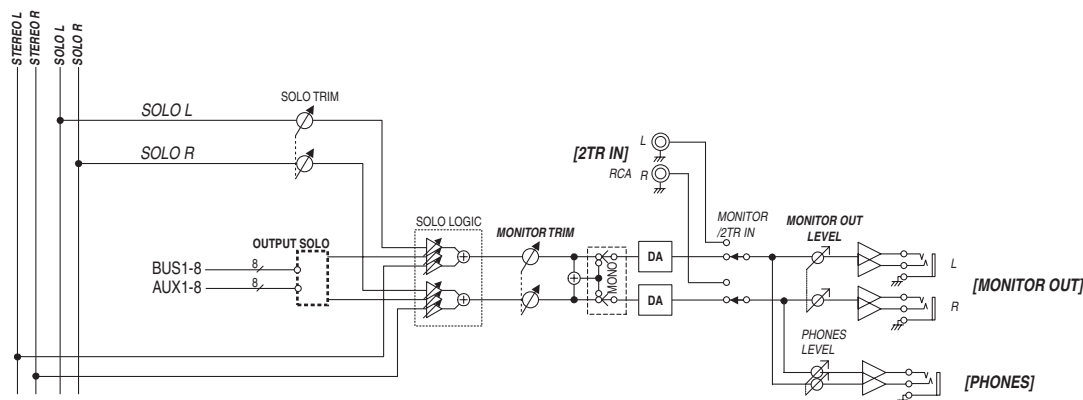 STEREO L
STEREO R
SOLO L
SOLO R
SOLO TRIM
SOLO L
SOLO R
[2TR IN]
L
RCA R
SOLO LOGIC
MONITOR TRIM
MONITOR
/2TR IN
MONITOR OUT
LEVEL
OUTPUT SOLO
BUS1-8
8
AUX1-8
8
MONO
DA
DA
L
[MONITOR OUT]
R
PHONES
LEVEL
[PHONES]